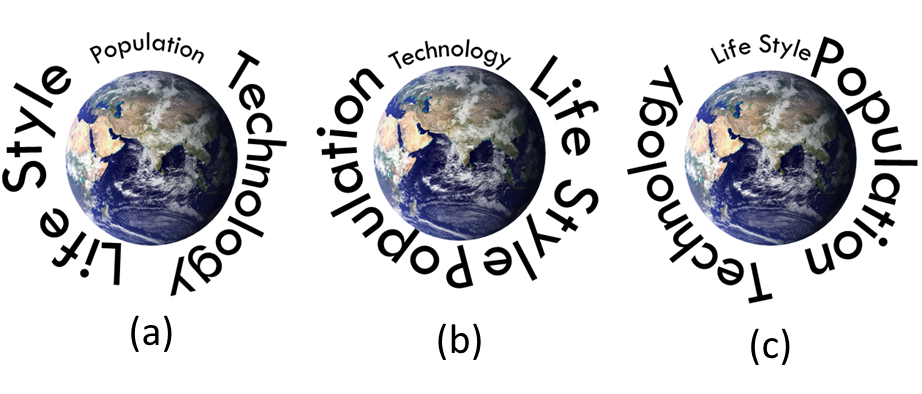 Population
Technology
Life Style
(a)
Technology
Life Style
Population
(b)
Life Style
Population
Technology
(c)